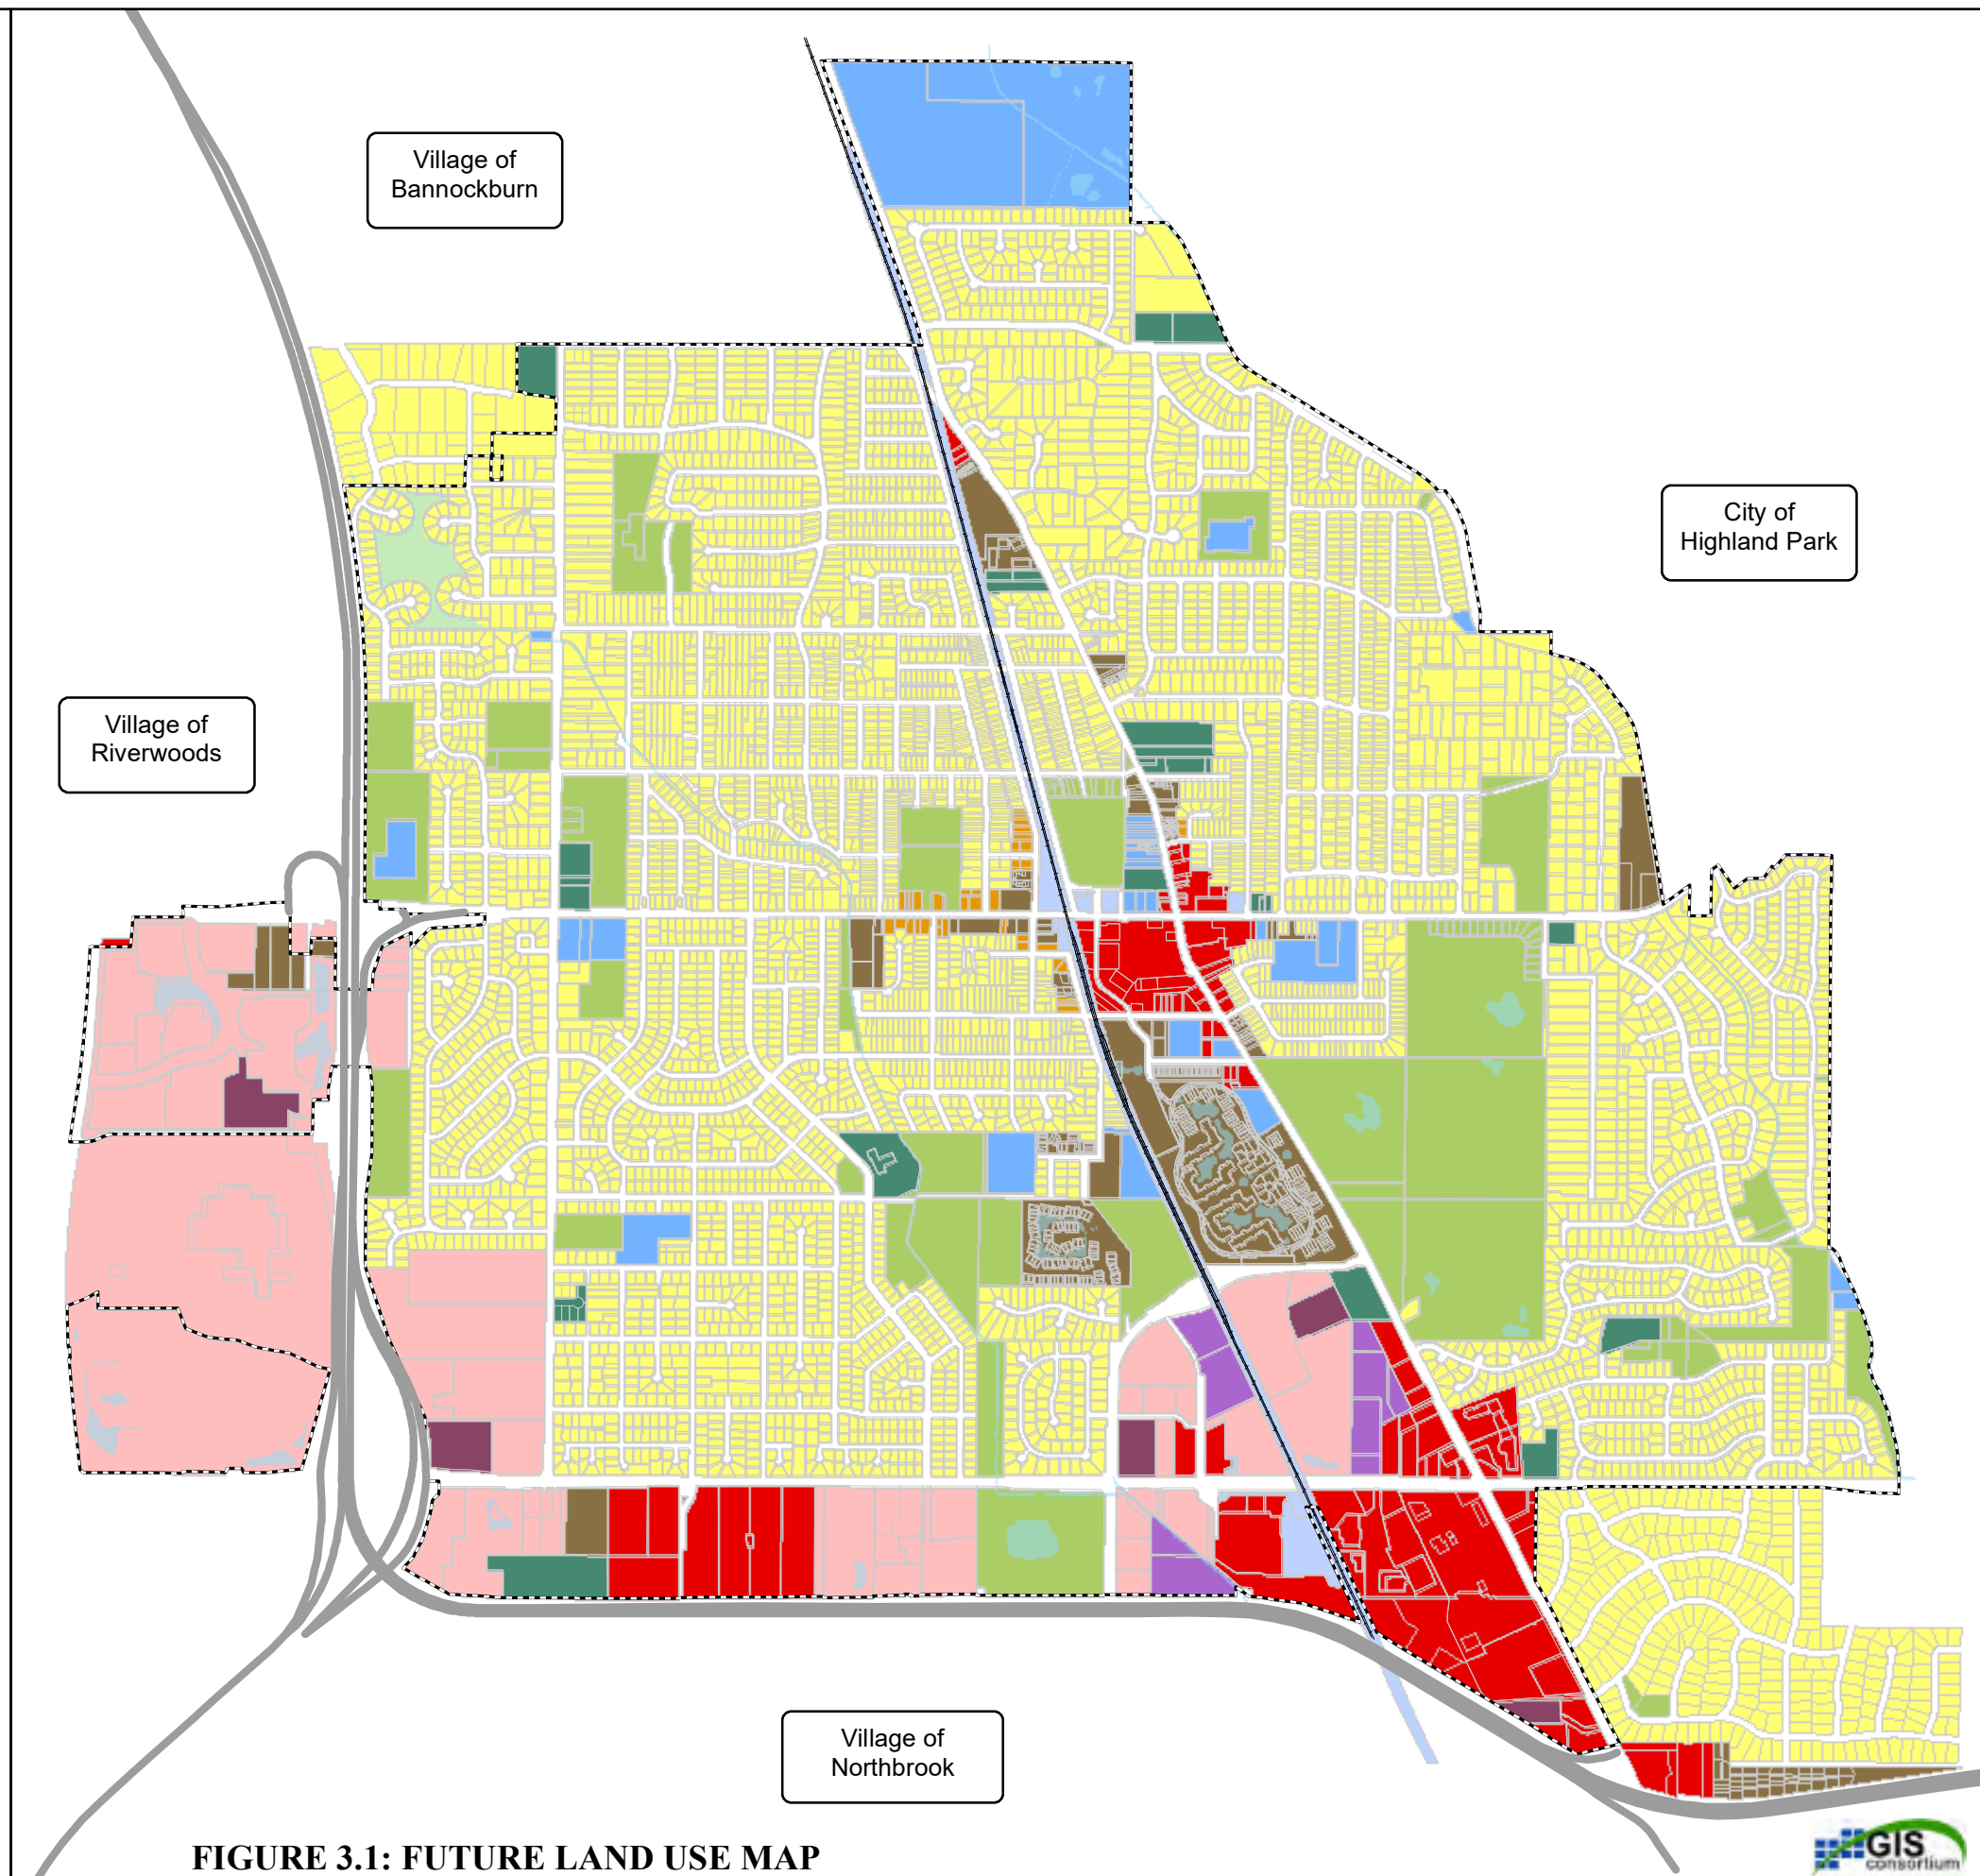 Village of
Bannockburn
City of
Highland Park
Village of
Riverwoods
Village of
Northbrook
FIGURE 3.1: FUTURE LAND USE MAP
GIS
consortium